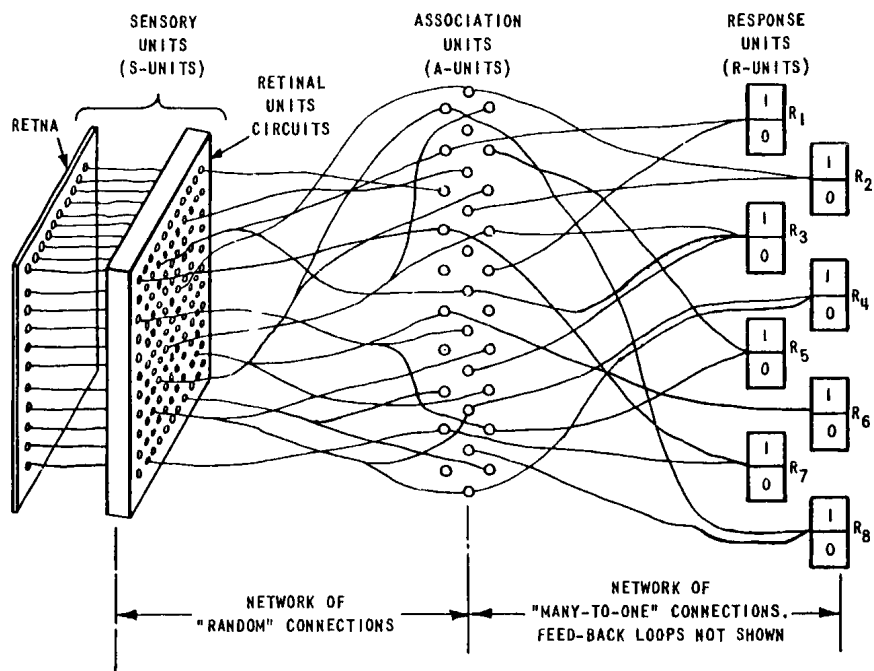 SENSORY
UNITS
(S-UNITS)
RETINAL
UNITS
CIRCUITS
RETNA
ASSOCIATION
UNITS
(A-UNITS)
RESPONSE
UNITS
(R-UNITS)
1
0
R1
1
0
R2
1
0
R3
1
0
R4
1
0
R5
1
0
R6
1
0
R7
1
0
R8
NETWORK OF
"RANDOM" CONNECTIONS
NETWORK OF
"MANY-TO-ONE" CONNECTIONS.
FEED-BACK LOOPS NOT SHOWN